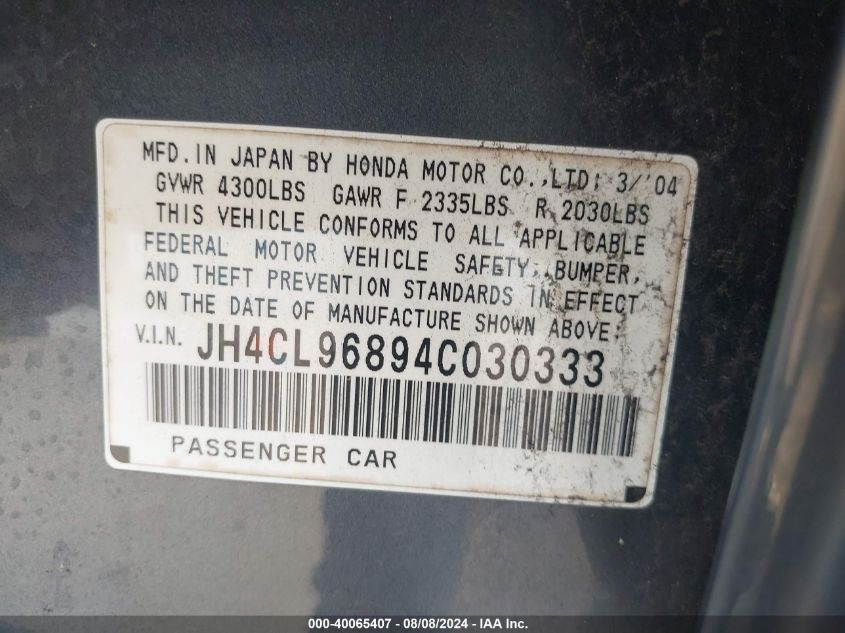 MFD.IN JAPAN BY HONDA MOTOR CO.,LTD; 3/'04
GVWR 4300LBS GAWR F 2335LBS R 2030LBS
THIS VEHICLE CONFORMS TO ALL APPLICABLE
FEDERAL MOTOR VEHICLE SAFETY, BUMPER,
AND THEFT PREVENTION STANDARDS IN EFFECT
ON THE DATE OF MANUFACTURE SHOWN ABOVE;
V.I.N. JH4CL96894C030333
PASSENGER CAR
000-40065407 - 08/08/2024 - IAA Inc.